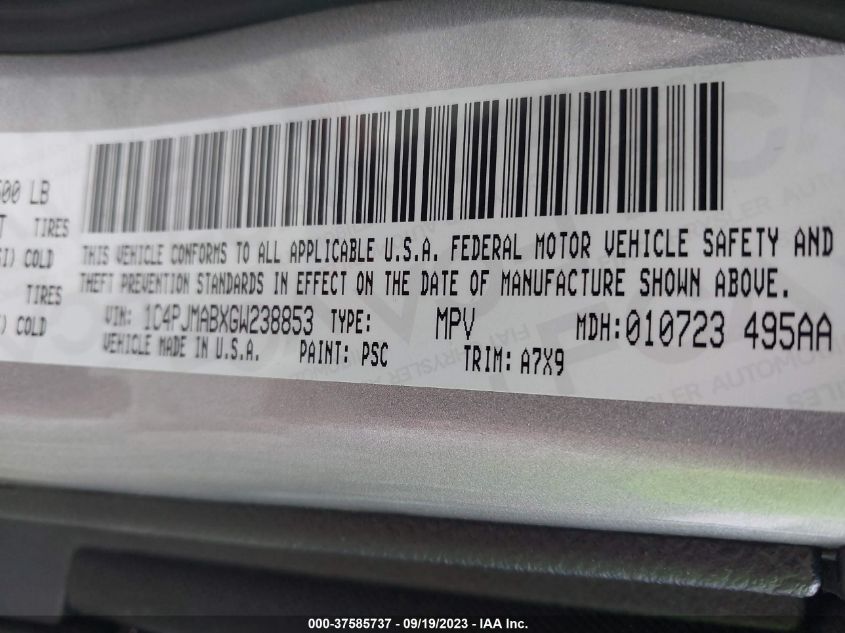 500 LB
TIRES
COLD
TIRES
COLD
THIS VEHICLE CONFORMS TO ALL APPLICABLE U.S.A. FEDERAL MOTOR VEHICLE SAFETY AND
THEFT PREVENTION STANDARDS IN EFFECT ON THE DATE OF MANUFACTURE SHOWN ABOVE.
VIN: 1C4PJMABXGW238853 TYPE: MPV MDH:010723 495AA
VEHICLE MADE IN U.S.A. PAINT: PSC TRIM: A7X9
000-37585737 - 09/19/2023 - IAA Inc.